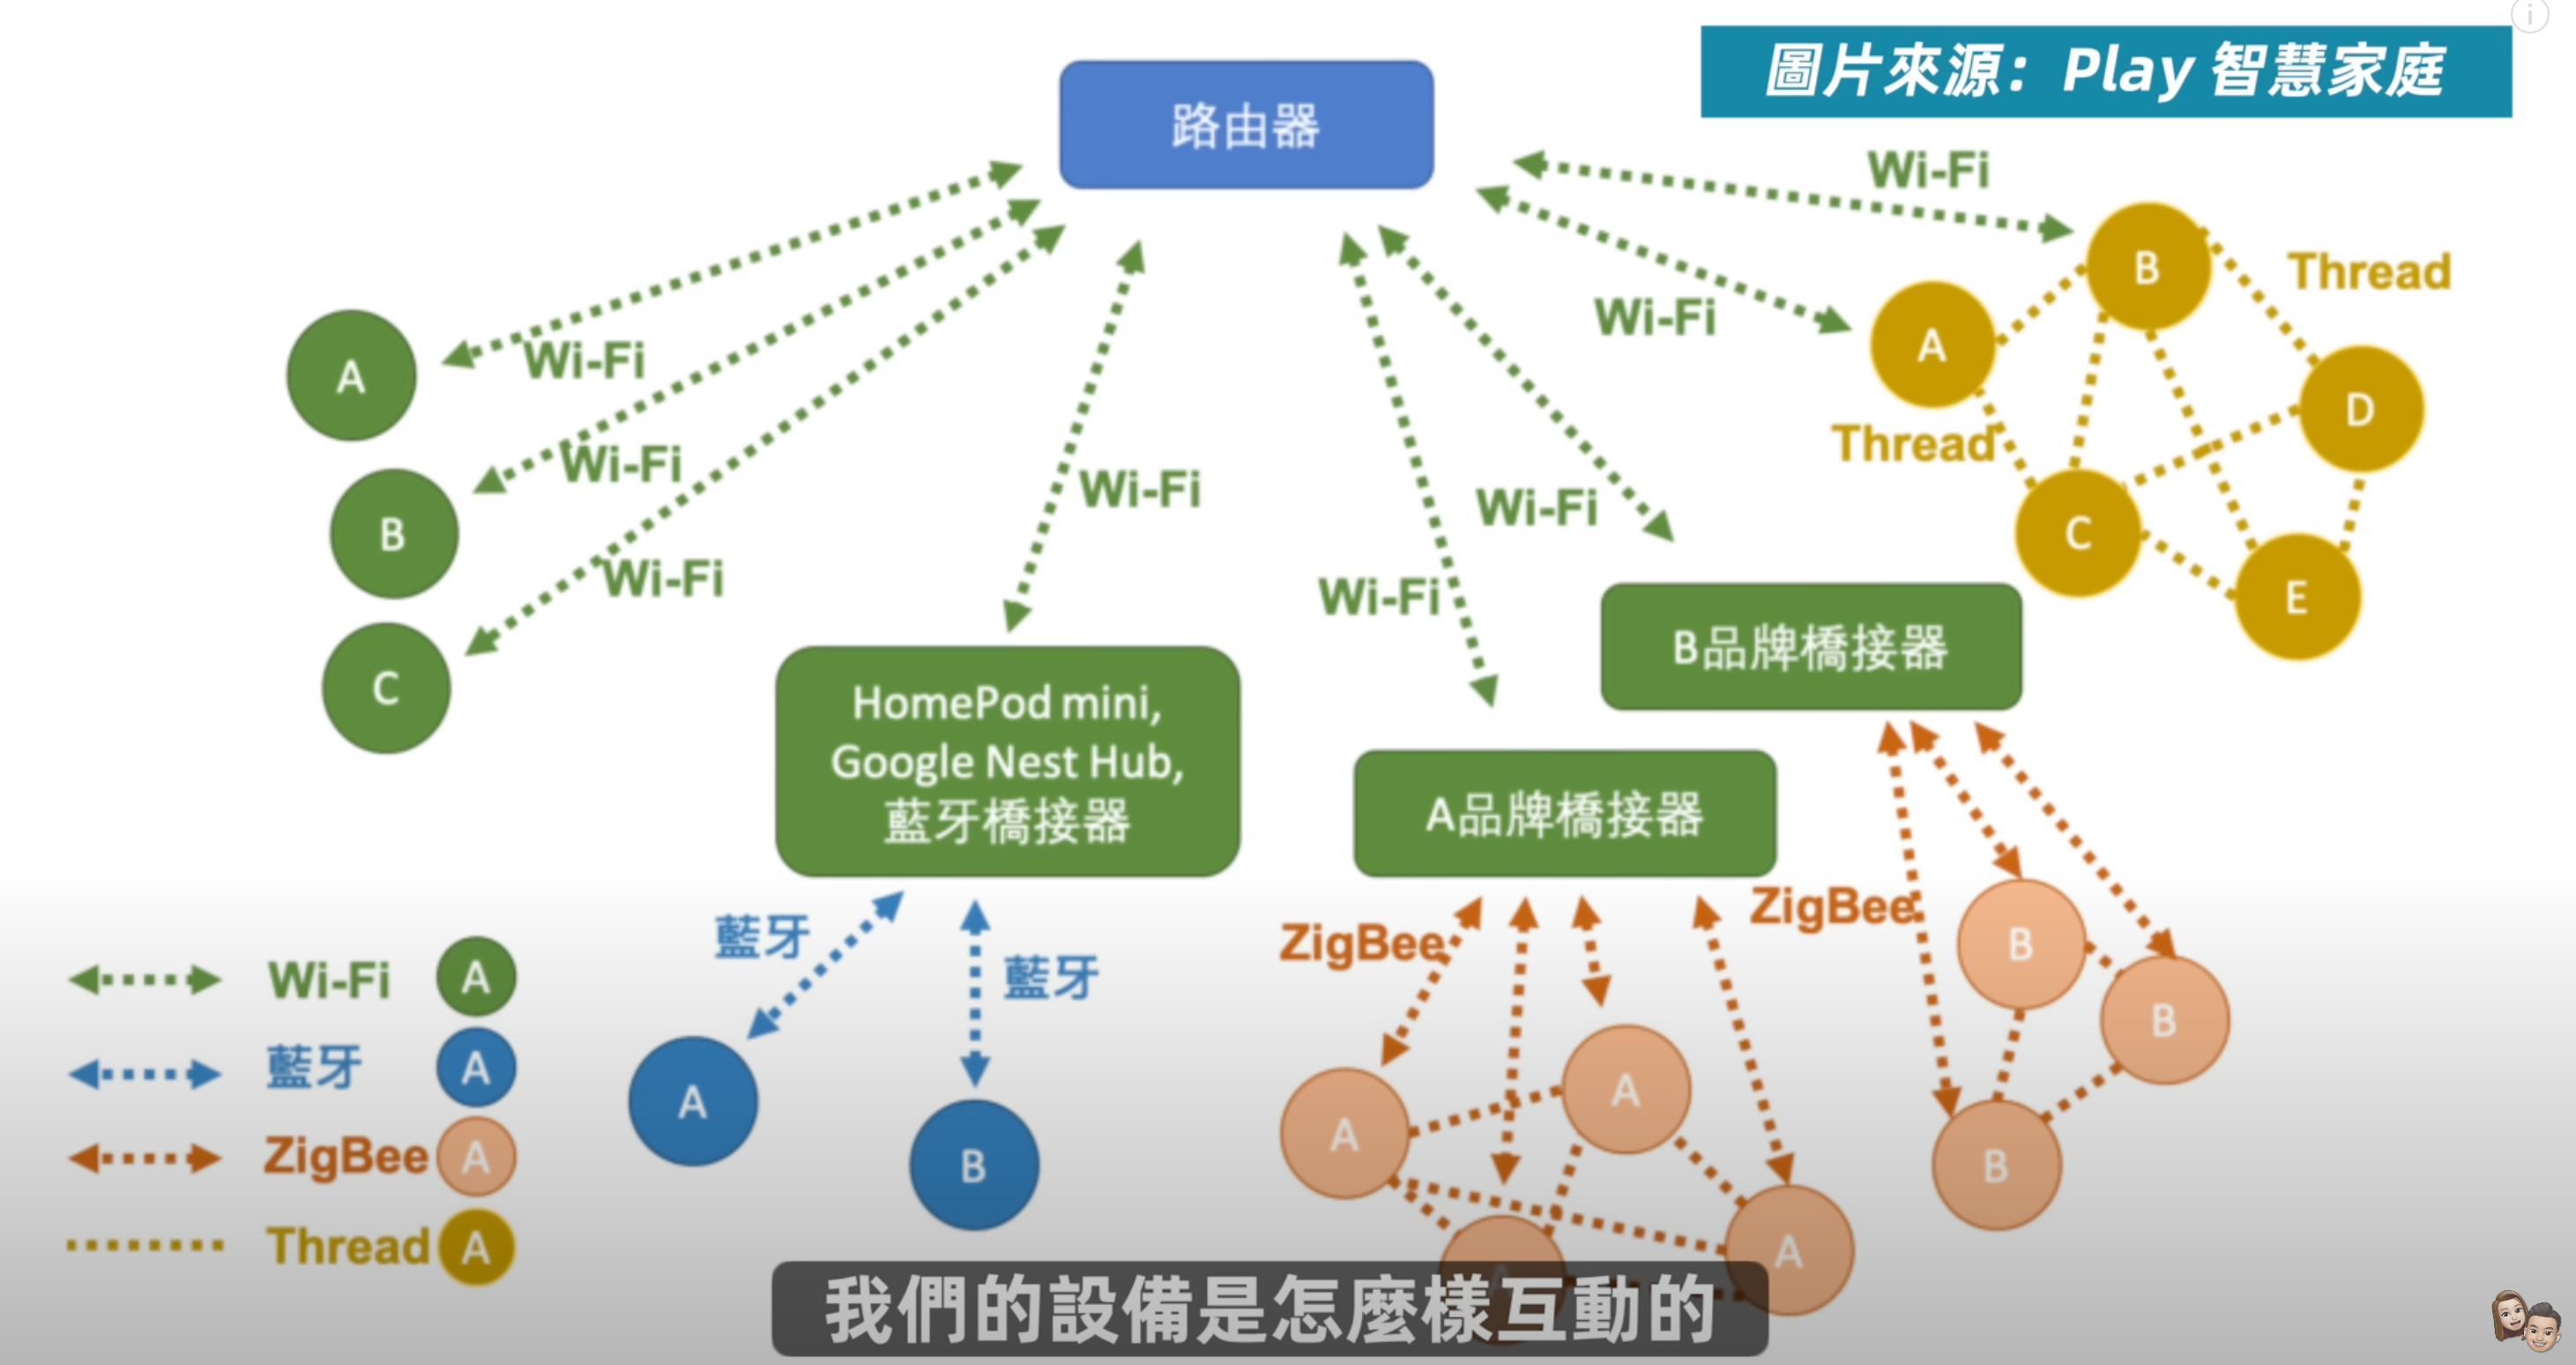 圖片來源：Play 智慧家庭
路由器
Wi-Fi
Wi-Fi
Wi-Fi
Wi-Fi
Wi-Fi
Wi-Fi
Wi-Fi
Wi-Fi
A
B
C
B
A
D
C
E
Thread
Thread
HomePod mini,
Google Nest Hub,
藍牙橋接器
B品牌橋接器
A品牌橋接器
藍牙
藍牙
A
B
ZigBee
ZigBee
A
A
A
A
B
B
B
Wi-Fi A
藍牙 A
ZigBee A
Thread A
我們的設備是怎麼樣互動的